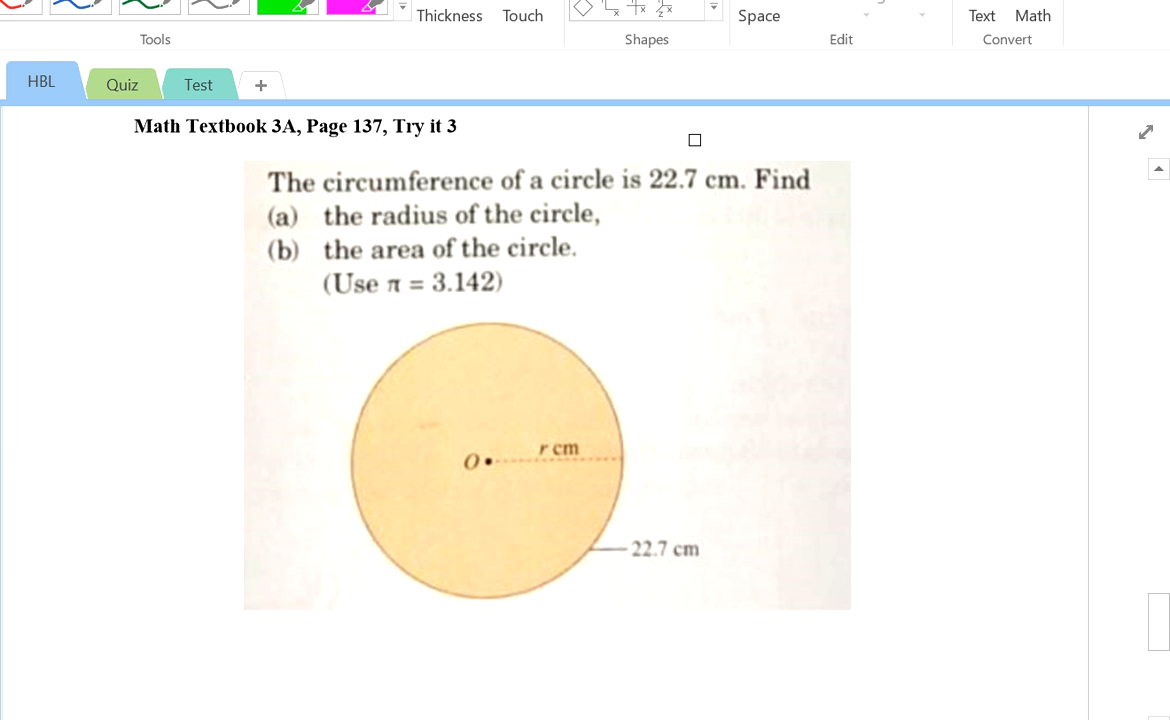 Thickness Touch Space Text Math
Tools Shapes Edit Convert
HBL Quiz Test +
Math Textbook 3A, Page 137, Try it 3
The circumference of a circle is 22.7 cm. Find
(a) the radius of the circle,
(b) the area of the circle.
(Use π = 3.142)
O r cm
22.7 cm